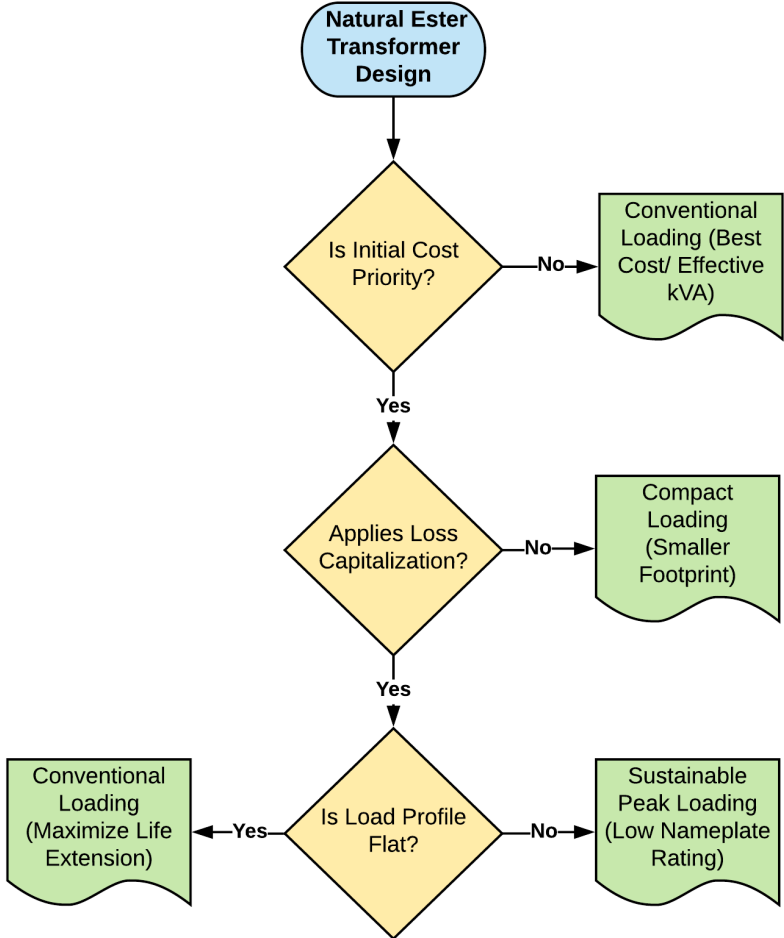 Natural Ester
Transformer
Design
Is Initial Cost
Priority?
No
Conventional
Loading (Best
Cost/ Effective
kVA)
Yes
Applies Loss
Capitalization?
No
Compact
Loading
(Smaller
Footprint)
Yes
Is Load Profile
Flat?
Yes
Conventional
Loading
(Maximize Life
Extension)
No
Sustainable
Peak Loading
(Low Nameplate
Rating)